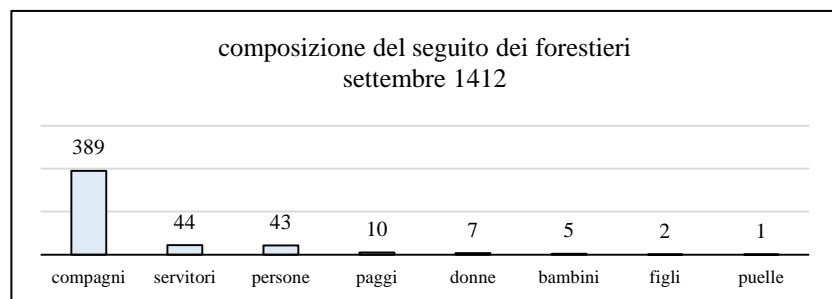 composizione del seguito dei forestieri
settembre 1412
389
44
43
10
7
5
2
1
compagni
servitori
persone
paggi
donne
bambini
figli
puelle